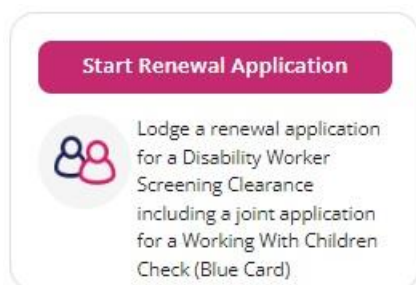 Start Renewal Application
Lodge a renewal application
for a Disability Worker
Screening Clearance
including a joint application
for a Working With Children
Check (Blue Card)